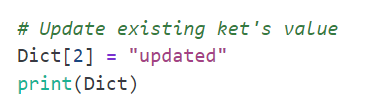 # Update existing ket's value
Dict[2] = "updated"
print(Dict)